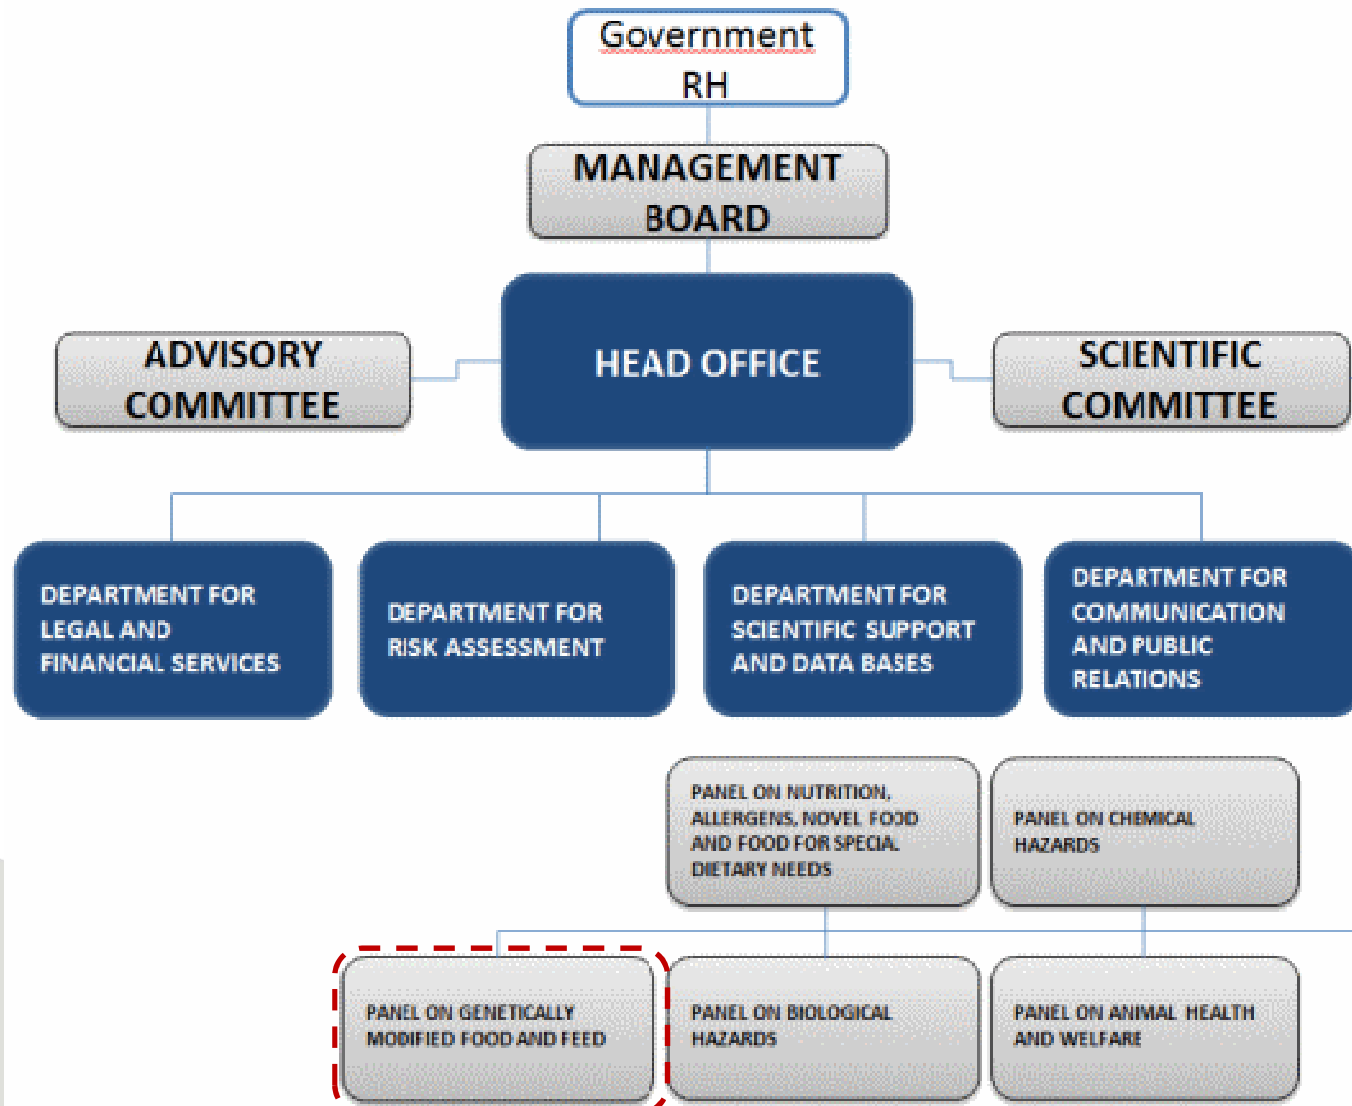 Government
RH
MANAGEMENT
BOARD
HEAD OFFICE
ADVISORY
COMMITTEE
SCIENTIFIC
COMMITTEE
DEPARTMENT FOR
LEGAL AND
FINANCIAL SERVICES
DEPARTMENT FOR
RISK ASSESSMENT
DEPARTMENT FOR
SCIENTIFIC SUPPORT
AND DATA BASES
DEPARTMENT FOR
COMMUNICATION
AND PUBLIC
RELATIONS
PANEL ON NUTRITION,
ALLERGENS, NOVEL FOOD
AND FOOD FOR SPECIAL
DIETARY NEEDS
PANEL ON CHEMICAL
HAZARDS
PANEL ON GENETICALLY
MODIFIED FOOD AND FEED
PANEL ON BIOLOGICAL
HAZARDS
PANEL ON ANIMAL HEALTH
AND WELFARE